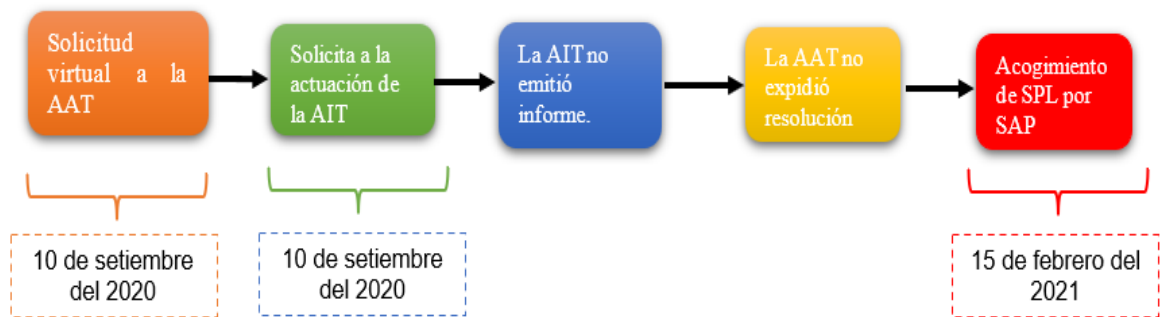 Solicitud
virtual a la
AAT
Solicita a la
actuación de
la AIT
La AIT no
emitió
informe.
La AAT no
expidió
resolución
Acogimiento
de SPL por
SAP
10 de setiembre
del 2020
10 de setiembre
del 2020
15 de febrero del
2021